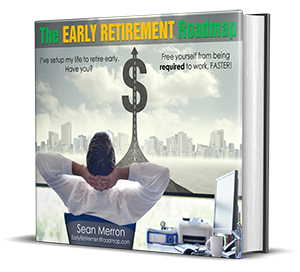 The EARLY RETIREMENT Roadmap
I've setup my life to retire early.
Have you?
Free yourself from being
required to work, FASTER!
$
Sean Merron
EarlyRetirementRoadmap.com